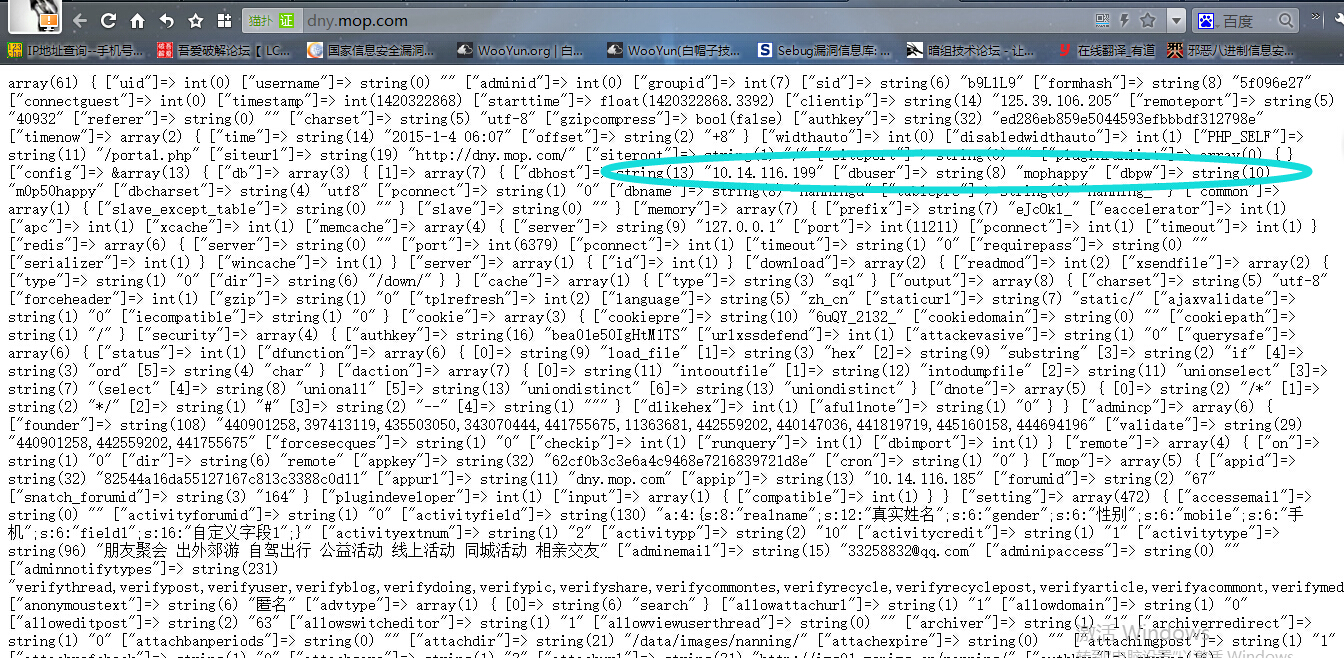 猫扑 证 dny.mop.com 百度
IP地址查询--手机号... 吾爱破解论坛【 LC... 国家信息安全漏洞... WooYun.org | 白... WooYun(白帽子技... Sebug漏洞信息库: ... 暗组技术论坛 - 让... 在线翻译_有道 邪恶八进制信息安...
array(61) { ["uid"]=> int(0) ["username"]=> string(0) "" ["adminid"]=> int(0) ["groupid"]=> int(7) ["sid"]=> string(6) "b9L1L9" ["formhash"]=> string(8) "5f096e27"
["connectguest"]=> int(0) ["timestamp"]=> int(1420322868) ["starttime"]=> float(1420322868.3392) ["clientip"]=> string(14) "125.39.106.205" ["remoteport"]=> string(5)
"40932" ["referer"]=> string(0) "" ["charset"]=> string(5) "utf-8" ["gzipcompress"]=> bool(false) ["authkey"]=> string(32) "ed286eb859e5044593efbbbdf312798e"
["timenow"]=> array(2) { ["time"]=> string(14) "2015-1-4 06:07" ["offset"]=> string(2) "+8" } ["widthauto"]=> int(0) ["disabledwidthauto"]=> int(1) ["PHP_SELF"]=>
string(11) "/portal.php" ["siteurl"]=> string(19) "http://dny.mop.com/" ["siteroot"]=> string(1) "/" ["siteport"]=> string(0) "" ["pluginrunlist"]=> array(0) { }
["config"]=> &array(13) { ["db"]=> array(3) { [1]=> array(7) { ["dbhost"]=> string(13) "10.14.116.199" ["dbuser"]=> string(8) "mophappy" ["dbpw"]=> string(10)
"m0p50happy" ["dbcharset"]=> string(4) "utf8" ["pconnect"]=> string(1) "0" ["dbname"]=> string(8) "nanningd" ["tablepre"]=> string(8) "nanning_" "common"]=>
array(1) { ["slave_except_table"]=> string(0) "" } ["slave"]=> string(0) "" } ["memory"]=> array(7) { ["prefix"]=> string(7) "eJcOk1_" ["eaccelerator"]=> int(1)
["apc"]=> int(1) ["xcache"]=> int(1) ["memcache"]=> array(4) { ["server"]=> string(9) "127.0.0.1" ["port"]=> int(11211) ["pconnect"]=> int(1) ["timeout"]=> int(1) }
["redis"]=> array(6) { ["server"]=> string(0) "" ["port"]=> int(6379) ["pconnect"]=> int(1) ["timeout"]=> string(1) "0" ["requirepass"]=> string(0) ""
["serializer"]=> int(1) } ["wincache"]=> int(1) } ["server"]=> array(1) { ["id"]=> int(1) } ["download"]=> array(2) { ["readmod"]=> int(2) ["xsendfile"]=> array(2) {
["type"]=> string(1) "0" ["dir"]=> string(6) "/down/" } } ["cache"]=> array(1) { ["type"]=> string(3) "sql" } ["output"]=> array(8) { ["charset"]=> string(5) "utf-8"
["forceheader"]=> int(1) ["gzip"]=> string(1) "0" ["tplrefresh"]=> int(2) ["language"]=> string(5) "zh_cn" ["staticurl"]=> string(7) "static/" ["ajaxvalidate"]=>
string(1) "0" ["iecompatible"]=> string(1) "0" } ["cookie"]=> array(3) { ["cookiepre"]=> string(10) "6uQY_2132_" ["cookiedomain"]=> string(0) "" ["cookiepath"]=>
string(1) "/" } ["security"]=> array(4) { ["authkey"]=> string(16) "bea01e50IgHtM1TS" ["urlxssdefend"]=> int(1) ["attackevasive"]=> string(1) "0" ["querysafe"]=>
array(6) { ["status"]=> int(1) ["dfunction"]=> array(6) { [0]=> string(9) "load_file" [1]=> string(3) "hex" [2]=> string(9) "substring" [3]=> string(2) "if" [4]=>
string(3) "ord" [5]=> string(4) "char" } ["daction"]=> array(7) { [0]=> string(11) "intooutfile" [1]=> string(12) "intodumpfile" [2]=> string(11) "unionselect" [3]=>
string(7) "(select" [4]=> string(8) "unionall" [5]=> string(13) "uniondistinct" [6]=> string(13) "uniondistinct" } ["dnote"]=> array(5) { [0]=> string(2) "/*" [1]=>
string(2) "*/" [2]=> string(1) "#" [3]=> string(2) "--" [4]=> string(1) """ } ["dlikehex"]=> int(1) ["afullnote"]=> string(1) "0" } } ["admincp"]=> array(6) {
["founder"]=> string(108) "440901258,397413119,435503050,343070444,441755675,11363681,442559202,440147036,441819719,445160158,444694196" ["validate"]=> string(29)
"440901258,442559202,441755675" ["forcesecques"]=> string(1) "0" ["checkip"]=> int(1) ["runquery"]=> int(1) ["dbimport"]=> int(1) } ["remote"]=> array(4) { ["on"]=>
string(1) "0" ["dir"]=> string(6) "remote" ["appkey"]=> string(32) "62cf0b3c3e6a4c9468e7216839721d8e" ["cron"]=> string(1) "0" } ["mop"]=> array(5) { ["appid"]=>
string(32) "82544a16da55127167c813c3388c0d11" ["appurl"]=> string(11) "dny.mop.com" ["appip"]=> string(13) "10.14.116.185" ["forumid"]=> string(2) "67"
["snatch_forumid"]=> string(3) "164" } ["plugindeveloper"]=> int(1) ["input"]=> array(1) { ["compatible"]=> int(1) } } ["setting"]=> array(472) { ["accessemail"]=>
string(0) "" ["activityforumid"]=> string(1) "0" ["activityfield"]=> string(130) "a:4:{s:8:"realname";s:12:"真实姓名";s:6:"gender";s:6:"性别";s:6:"mobile";s:6:"手
机";s:6:"field1";s:16:"自定义字段1";}" ["activityextnum"]=> string(1) "2" ["activitypp"]=> string(2) "10" ["activitycredit"]=> string(1) "1" ["activitytype"]=>
string(96) "朋友聚会 出外郊游 自驾出行 公益活动 线上活动 同城活动 相亲交友" ["adminemail"]=> string(15) "33258832@qq.com" ["adminipaccess"]=> string(0) ""
["adminnotifytypes"]=> string(231)
"verifythread,verifypost,verifyuser,verifyblog,verifydoing,verifypic,verifyshare,verifycommontes,verifyrecycle,verifyrecyclepost,verifyarticle,verifyacommont,verifymed
["anonymoustext"]=> string(6) "匿名" ["advtype"]=> array(1) { [0]=> string(6) "search" } ["allowattachurl"]=> string(1) "1" ["allowdomain"]=> string(1) "0"
["alloweditpost"]=> string(2) "63" ["allowswitcheditor"]=> string(1) "1" ["allowviewuserthread"]=> string(0) "" ["archiver"]=> string(1) "1" ["archiverredirect"]=>
string(1) "0" ["attachbanperiods"]=> string(0) "" ["attachdir"]=> string(21) "/data/images/nanning/" ["attachexpire"]=> string(0) "" ["attachimgpost"]=> string(1) "1"
激活 Windows